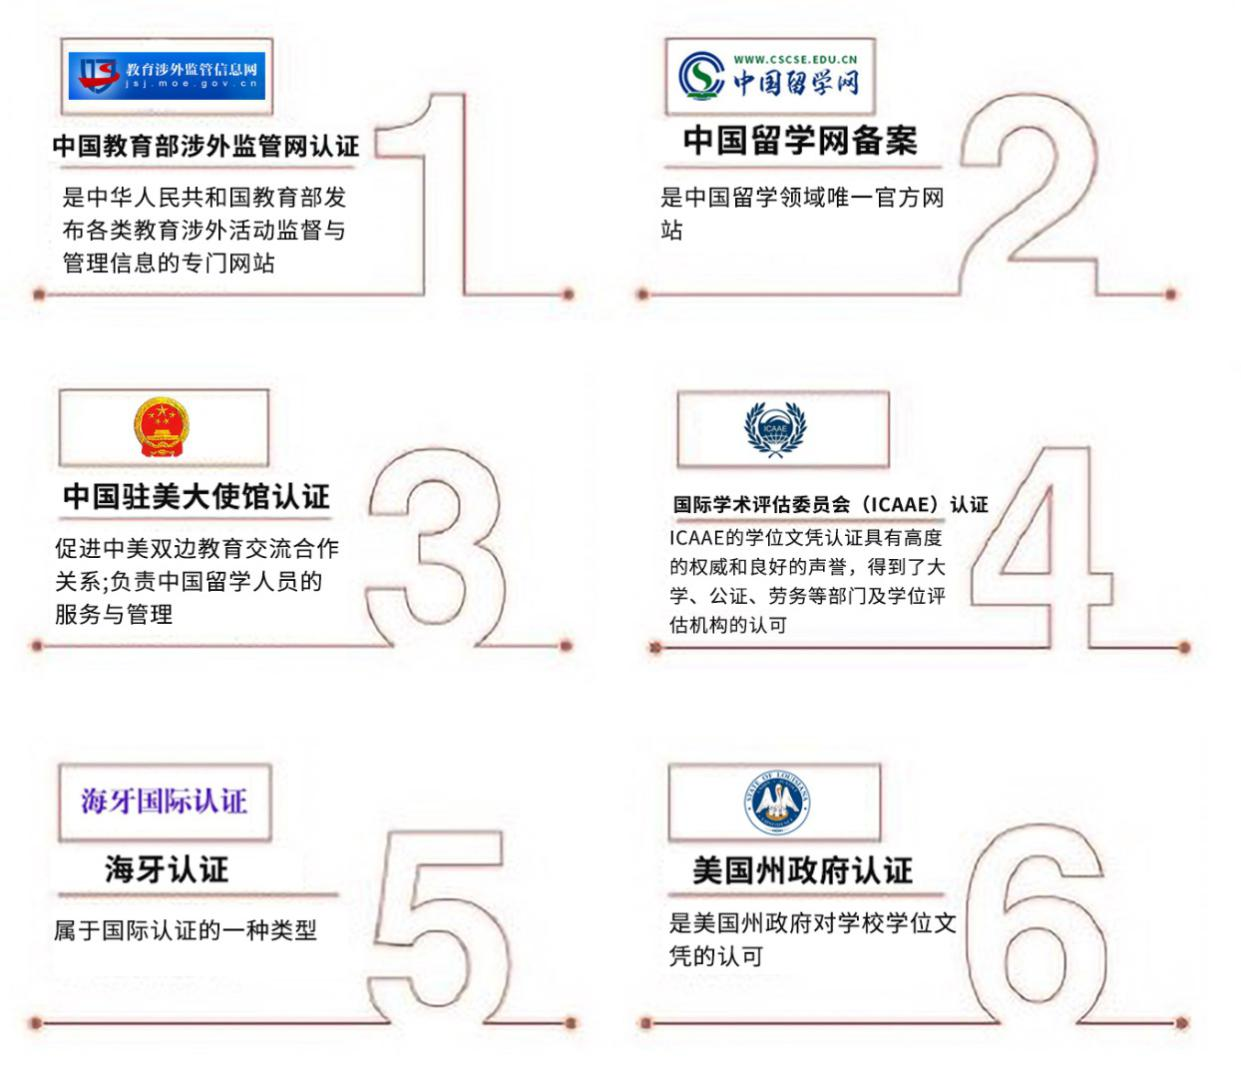 教育涉外监管信息网
jsj.moe.gov.cn
1
中国教育部涉外监管网认证
是中华人民共和国教育部发
布各类教育涉外活动监督与
管理信息的专门网站
WWW.CSCSE.EDU.CN
中国留学网
2
中国留学网备案
是中国留学领域唯一官方网
站
3
中国驻美大使馆认证
促进中美双边教育交流合作
关系;负责中国留学人员的
服务与管理
ICAAE
4
国际学术评估委员会（ICAAE）认证
ICAAE的学位文凭认证具有高度
的权威和良好的声誉，得到了大
学、公证、劳务等部门及学位评
估机构的认可
海牙国际认证
5
海牙认证
属于国际认证的一种类型
STATE OF LOUISIANA
6
美国州政府认证
是美国州政府对学校学位文
凭的认可